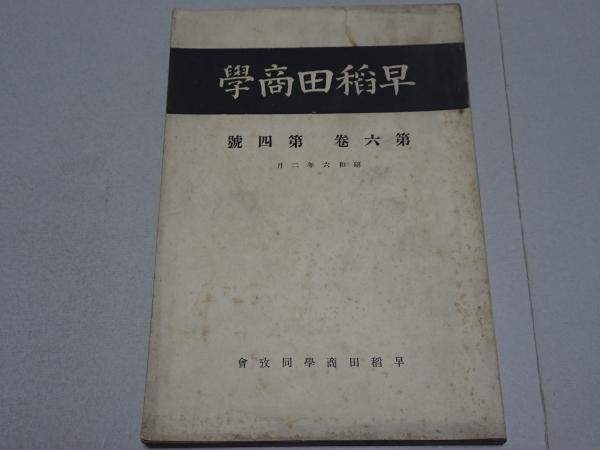 早稻田商學
第六卷 第四號
昭和六年二月
早稻田商學同攷會